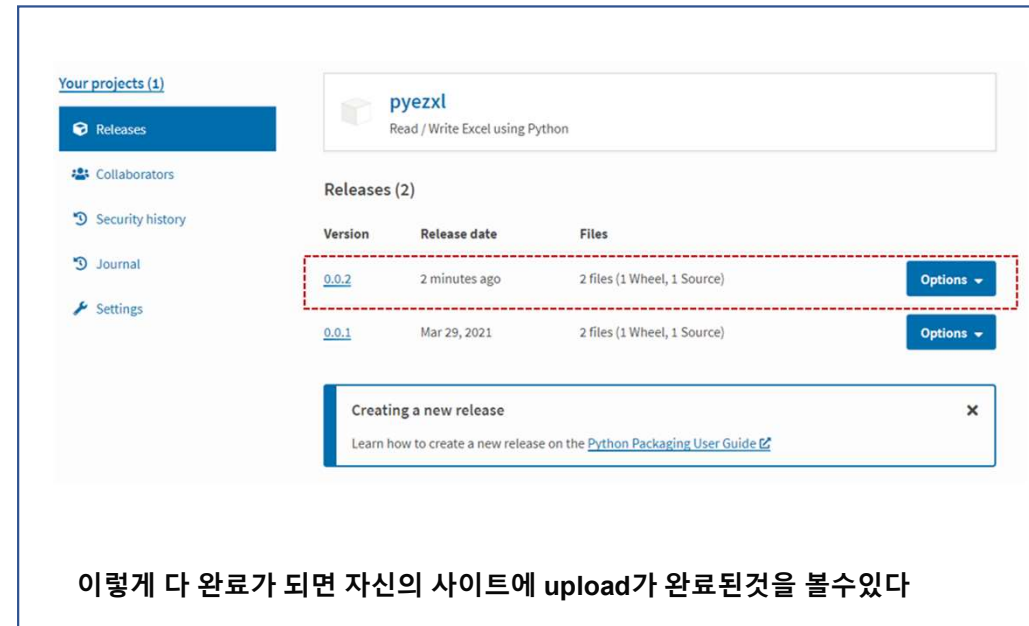 Your projects (1)
Releases
Collaborators
Security history
Journal
Settings
pyezxl
Read / Write Excel using Python
Releases (2)
Version Release date Files
0.0.2 2 minutes ago 2 files (1 Wheel, 1 Source) Options
0.0.1 Mar 29, 2021 2 files (1 Wheel, 1 Source) Options
Creating a new release
Learn how to create a new release on the Python Packaging User Guide
이렇게 다 완료가 되면 자신의 사이트에 upload가 완료된것을 볼수있다